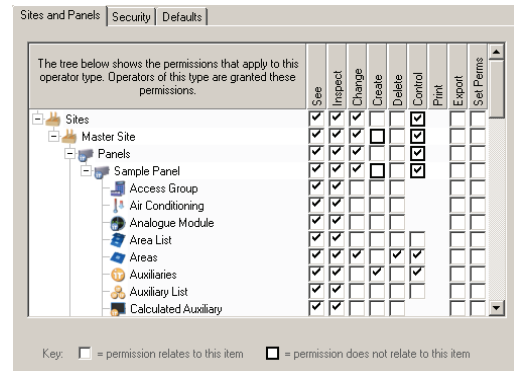 Sites and Panels Security Defaults
The tree below shows the permissions that apply to this
operator type. Operators of this type are granted these
permissions.
See Inspect Change Create Delete Control Print Export Set Perms
Sites
Master Site
Panels
Sample Panel
Access Group
Air Conditioning
Analogue Module
Area List
Areas
Auxiliaries
Auxiliary List
Calculated Auxiliary
Key: = permission relates to this item = permission does not relate to this item